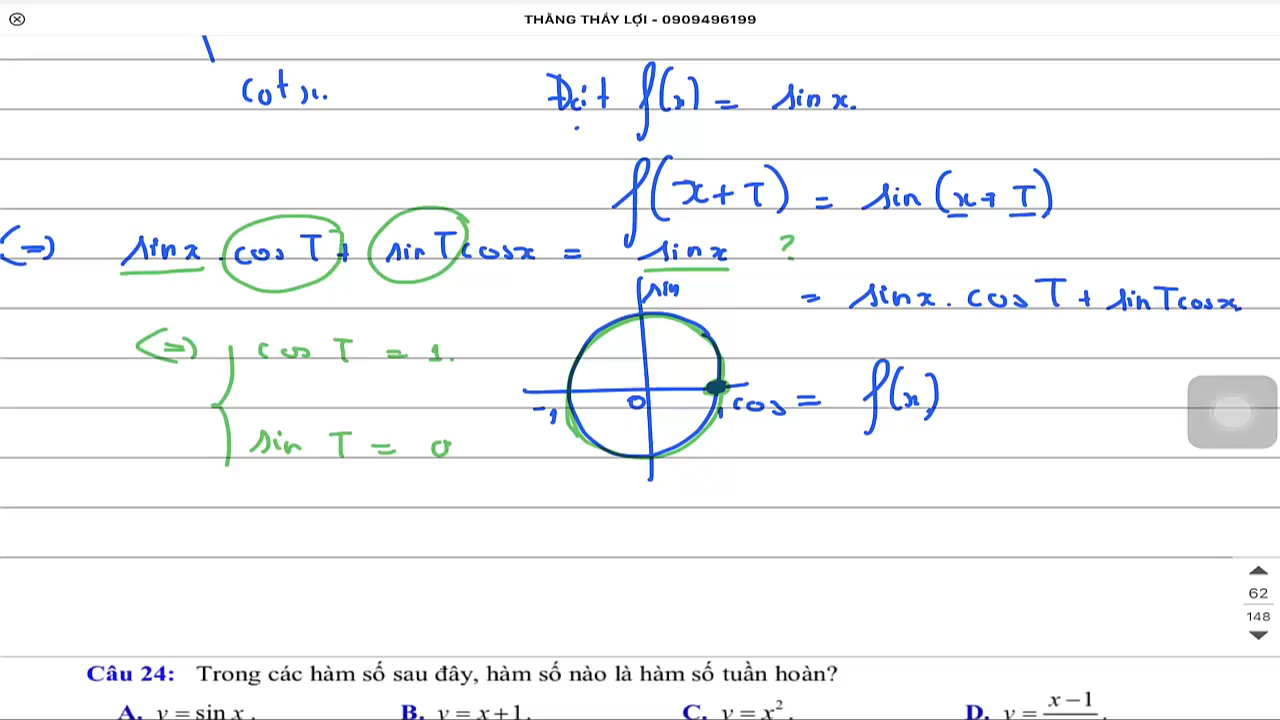 THẮNG THẦY LỢI - 0909496199
cot x.
Đặt f(x) = sin x.
f(x+T) = sin (x+T)
(=) sin x . cos T + sin T cos x = sin x ?
= sin x . cos T + sin T cos x
sin
(=) { cos T = 1.
sin T = 0
-1 0 1 cos
= f(x)
62
148
Câu 24: Trong các hàm số sau đây, hàm số nào là hàm số tuần hoàn?
A. y = sin x. B. y = x+1. C. y = x². D. y = x−1